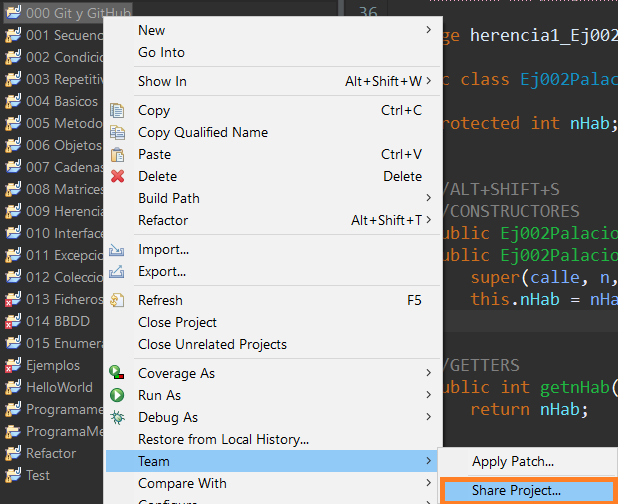 000 Git y GitHub
001 Secuenc
002 Condicio
003 Repetitiv
004 Basicos
005 Metodo
006 Objetos
007 Cadenas
008 Matrices
009 Herencia
010 Interface
011 Excepcio
012 Coleccio
013 Ficheros
014 BBDD
015 Enumera
Ejemplos
HelloWorld
Programame
ProgramaMe
Refactor
Test
New
Go Into
Show In Alt+Shift+W
Copy Ctrl+C
Copy Qualified Name
Paste Ctrl+V
Delete Delete
Build Path
Refactor Alt+Shift+T
Import...
Export...
Refresh F5
Close Project
Close Unrelated Projects
Coverage As
Run As
Debug As
Restore from Local History...
Team
Compare With
Configure
Apply Patch...
Share Project...
36
ge herencia1_Ej002
c class Ej002Palac
rotected int nHab;
/ALT+SHIFT+S
/CONSTRUCTORES
ublic Ej002Palacio
ublic Ej002Palacio
super(calle, n,
this.nHab = nHa
/GETTERS
ublic int getnHab(
return nHab;